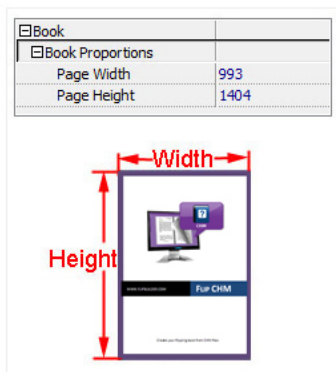 Book
Book Proportions
Page Width 993
Page Height 1404
Width
Height
FLIP CHM